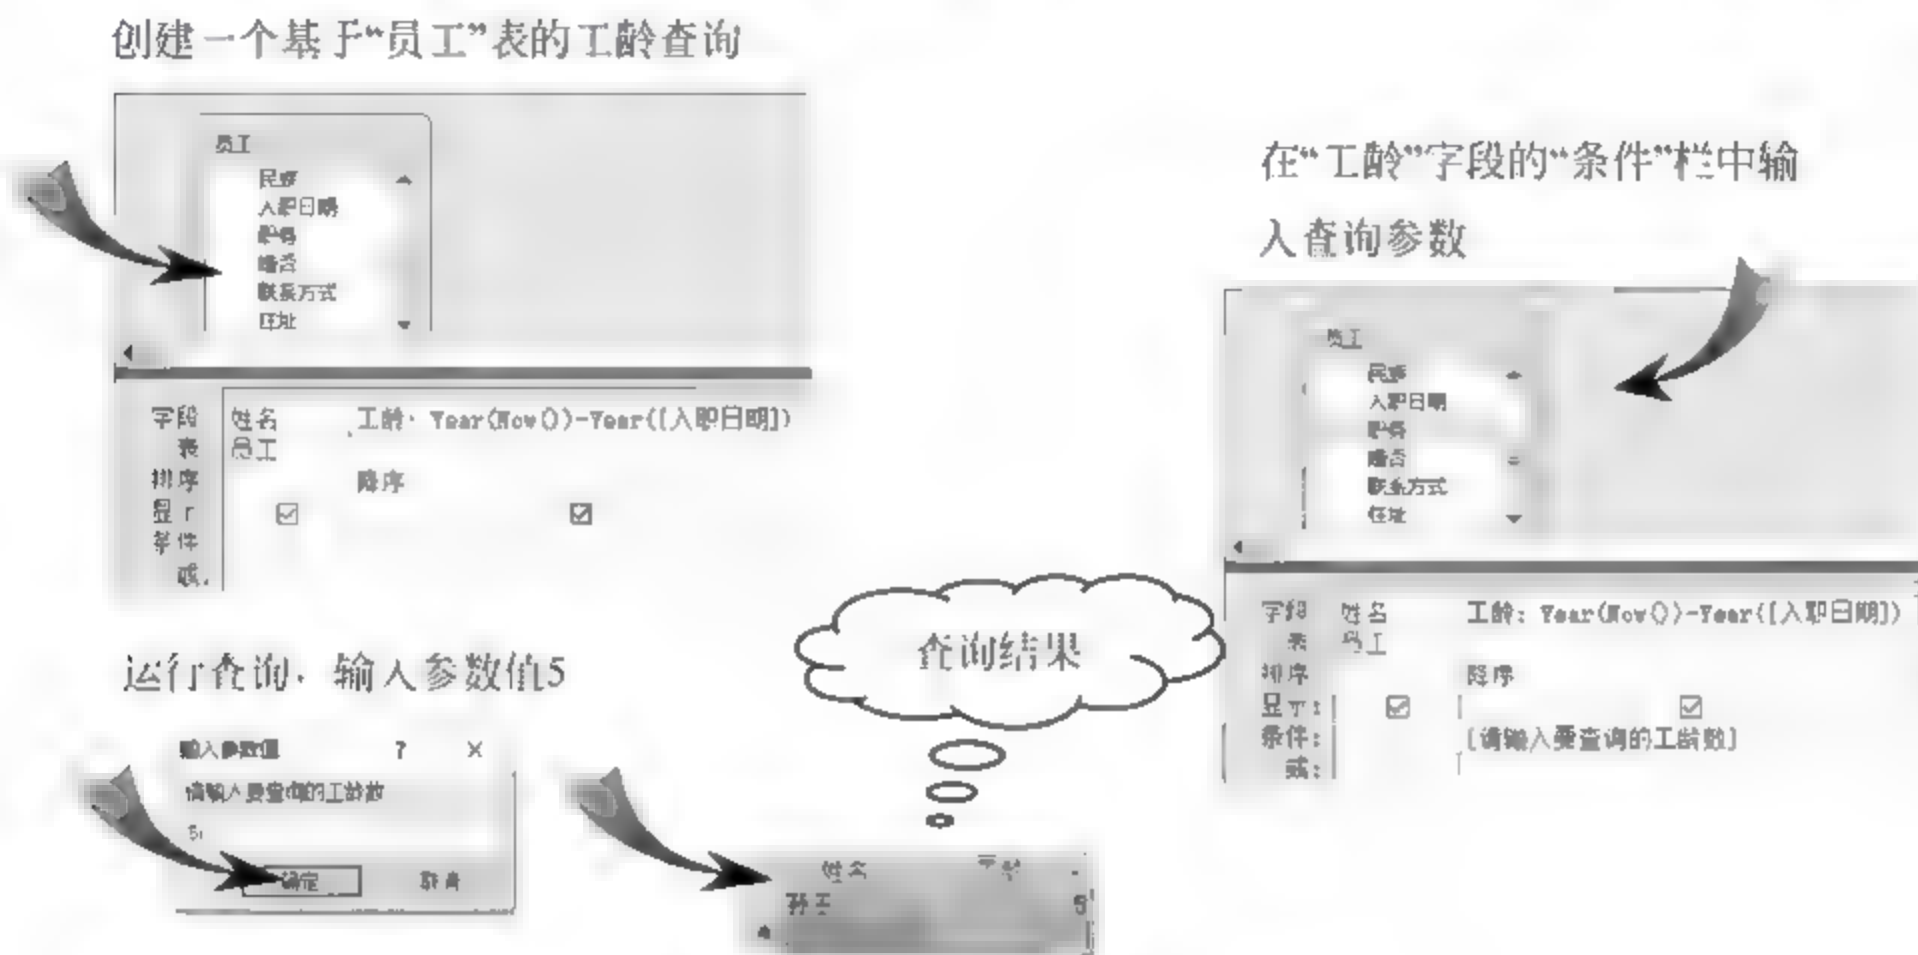 创建一个基于“员工”表的工龄查询
员工
民族
入职日期
职务
婚否
联系方式
住址
字段 姓名 工龄: Year(Now())-Year([入职日期])
表 员工
排序 降序
显示
条件
或:
在“工龄”字段的“条件”栏中输
入查询参数
员工
民族
入职日期
职务
婚否
联系方式
住址
字段 姓名 工龄: Year(Now())-Year([入职日期])
表 员工
排序 降序
显示:
条件: [请输入要查询的工龄数]
或:
运行查询，输入参数值5
输入参数值 ? ×
请输入要查询的工龄数
5
确定 取消
查询结果
姓名 工龄
5